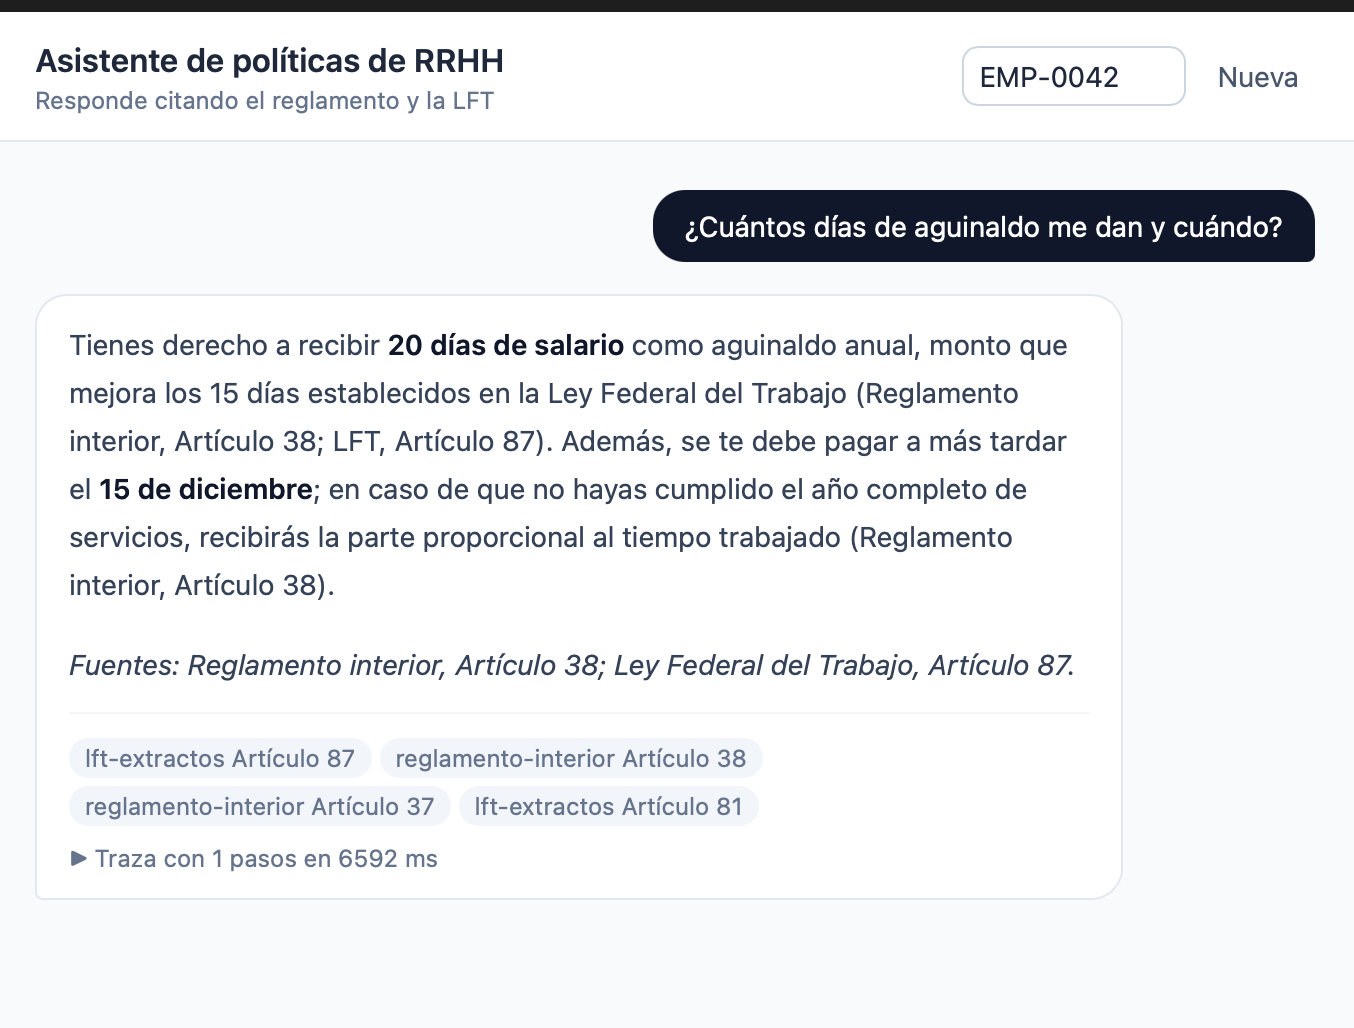 Asistente de políticas de RRHH
Responde citando el reglamento y la LFT
EMP-0042
Nueva
¿Cuántos días de aguinaldo me dan y cuándo?
Tienes derecho a recibir 20 días de salario como aguinaldo anual, monto que
mejora los 15 días establecidos en la Ley Federal del Trabajo (Reglamento
interior, Artículo 38; LFT, Artículo 87). Además, se te debe pagar a más tardar
el 15 de diciembre; en caso de que no hayas cumplido el año completo de
servicios, recibirás la parte proporcional al tiempo trabajado (Reglamento
interior, Artículo 38).
Fuentes: Reglamento interior, Artículo 38; Ley Federal del Trabajo, Artículo 87.
lft-extractos Artículo 87
reglamento-interior Artículo 38
reglamento-interior Artículo 37
lft-extractos Artículo 81
Traza con 1 pasos en 6592 ms